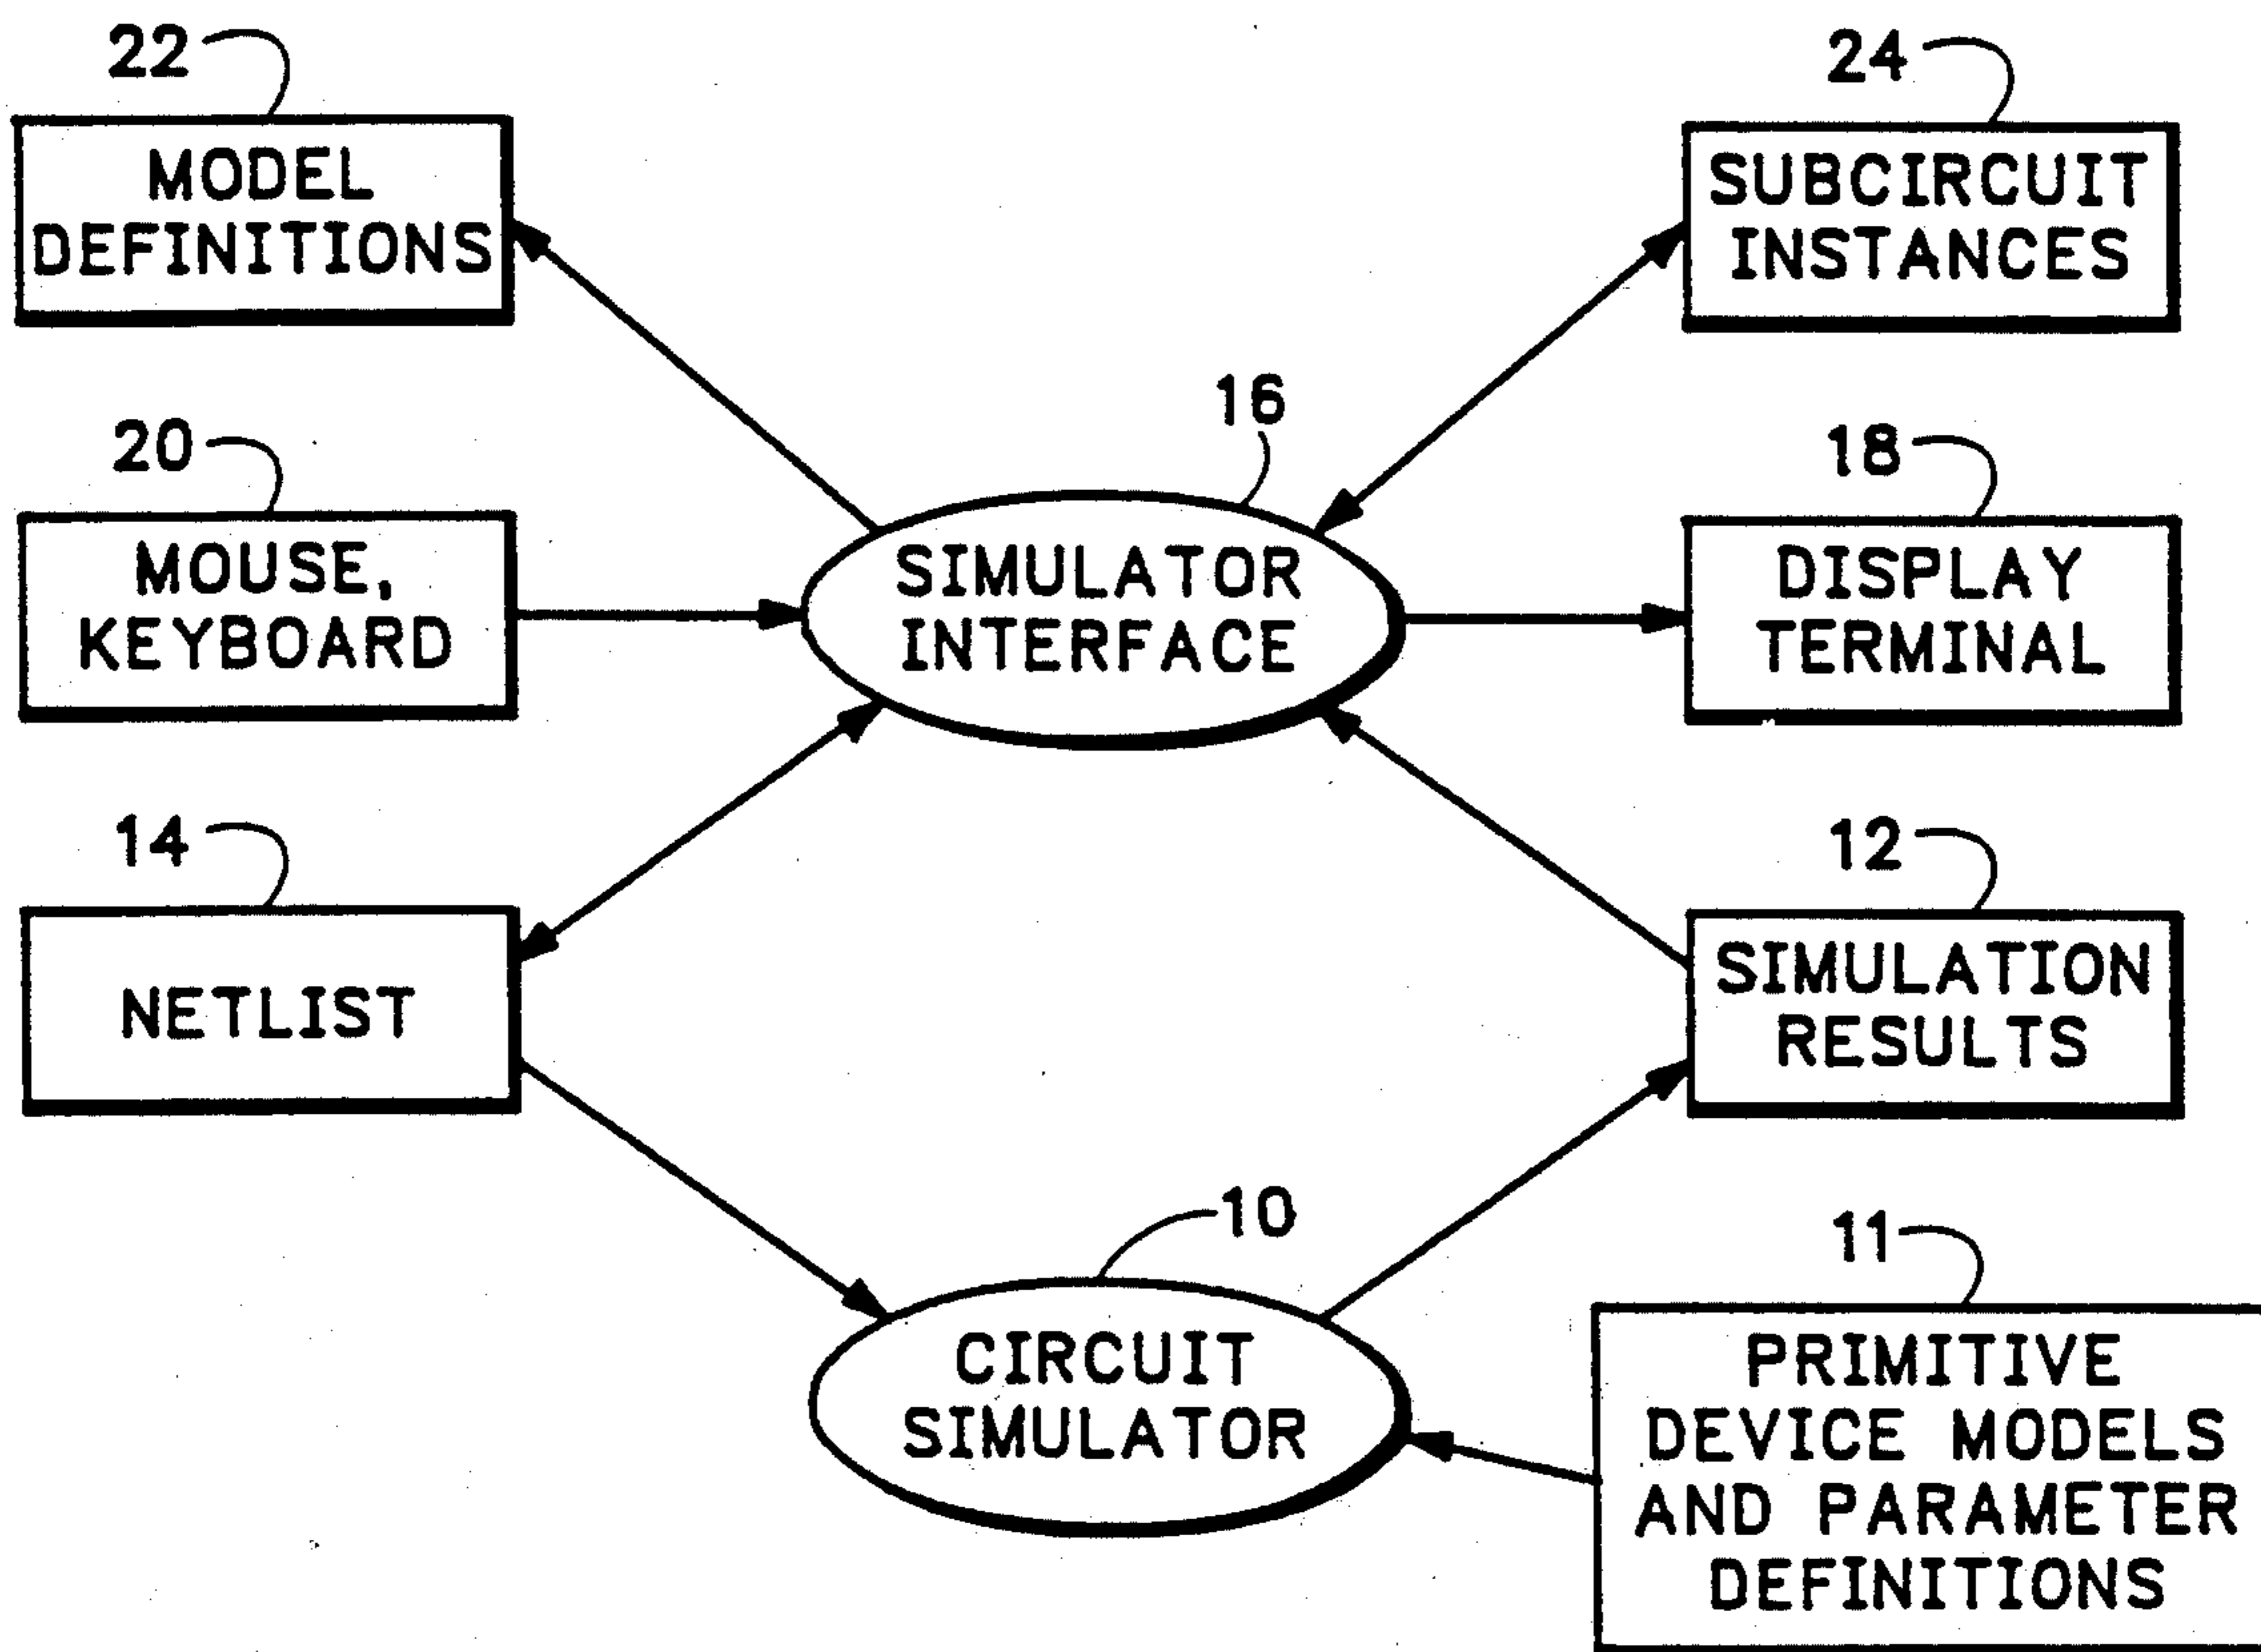 22
MODEL
DEFINITIONS
24
SUBCIRCUIT
INSTANCES
20
MOUSE,
KEYBOARD
16
SIMULATOR
INTERFACE
18
DISPLAY
TERMINAL
14
NETLIST
12
SIMULATION
RESULTS
10
CIRCUIT
SIMULATOR
11
PRIMITIVE
DEVICE MODELS
AND PARAMETER
DEFINITIONS